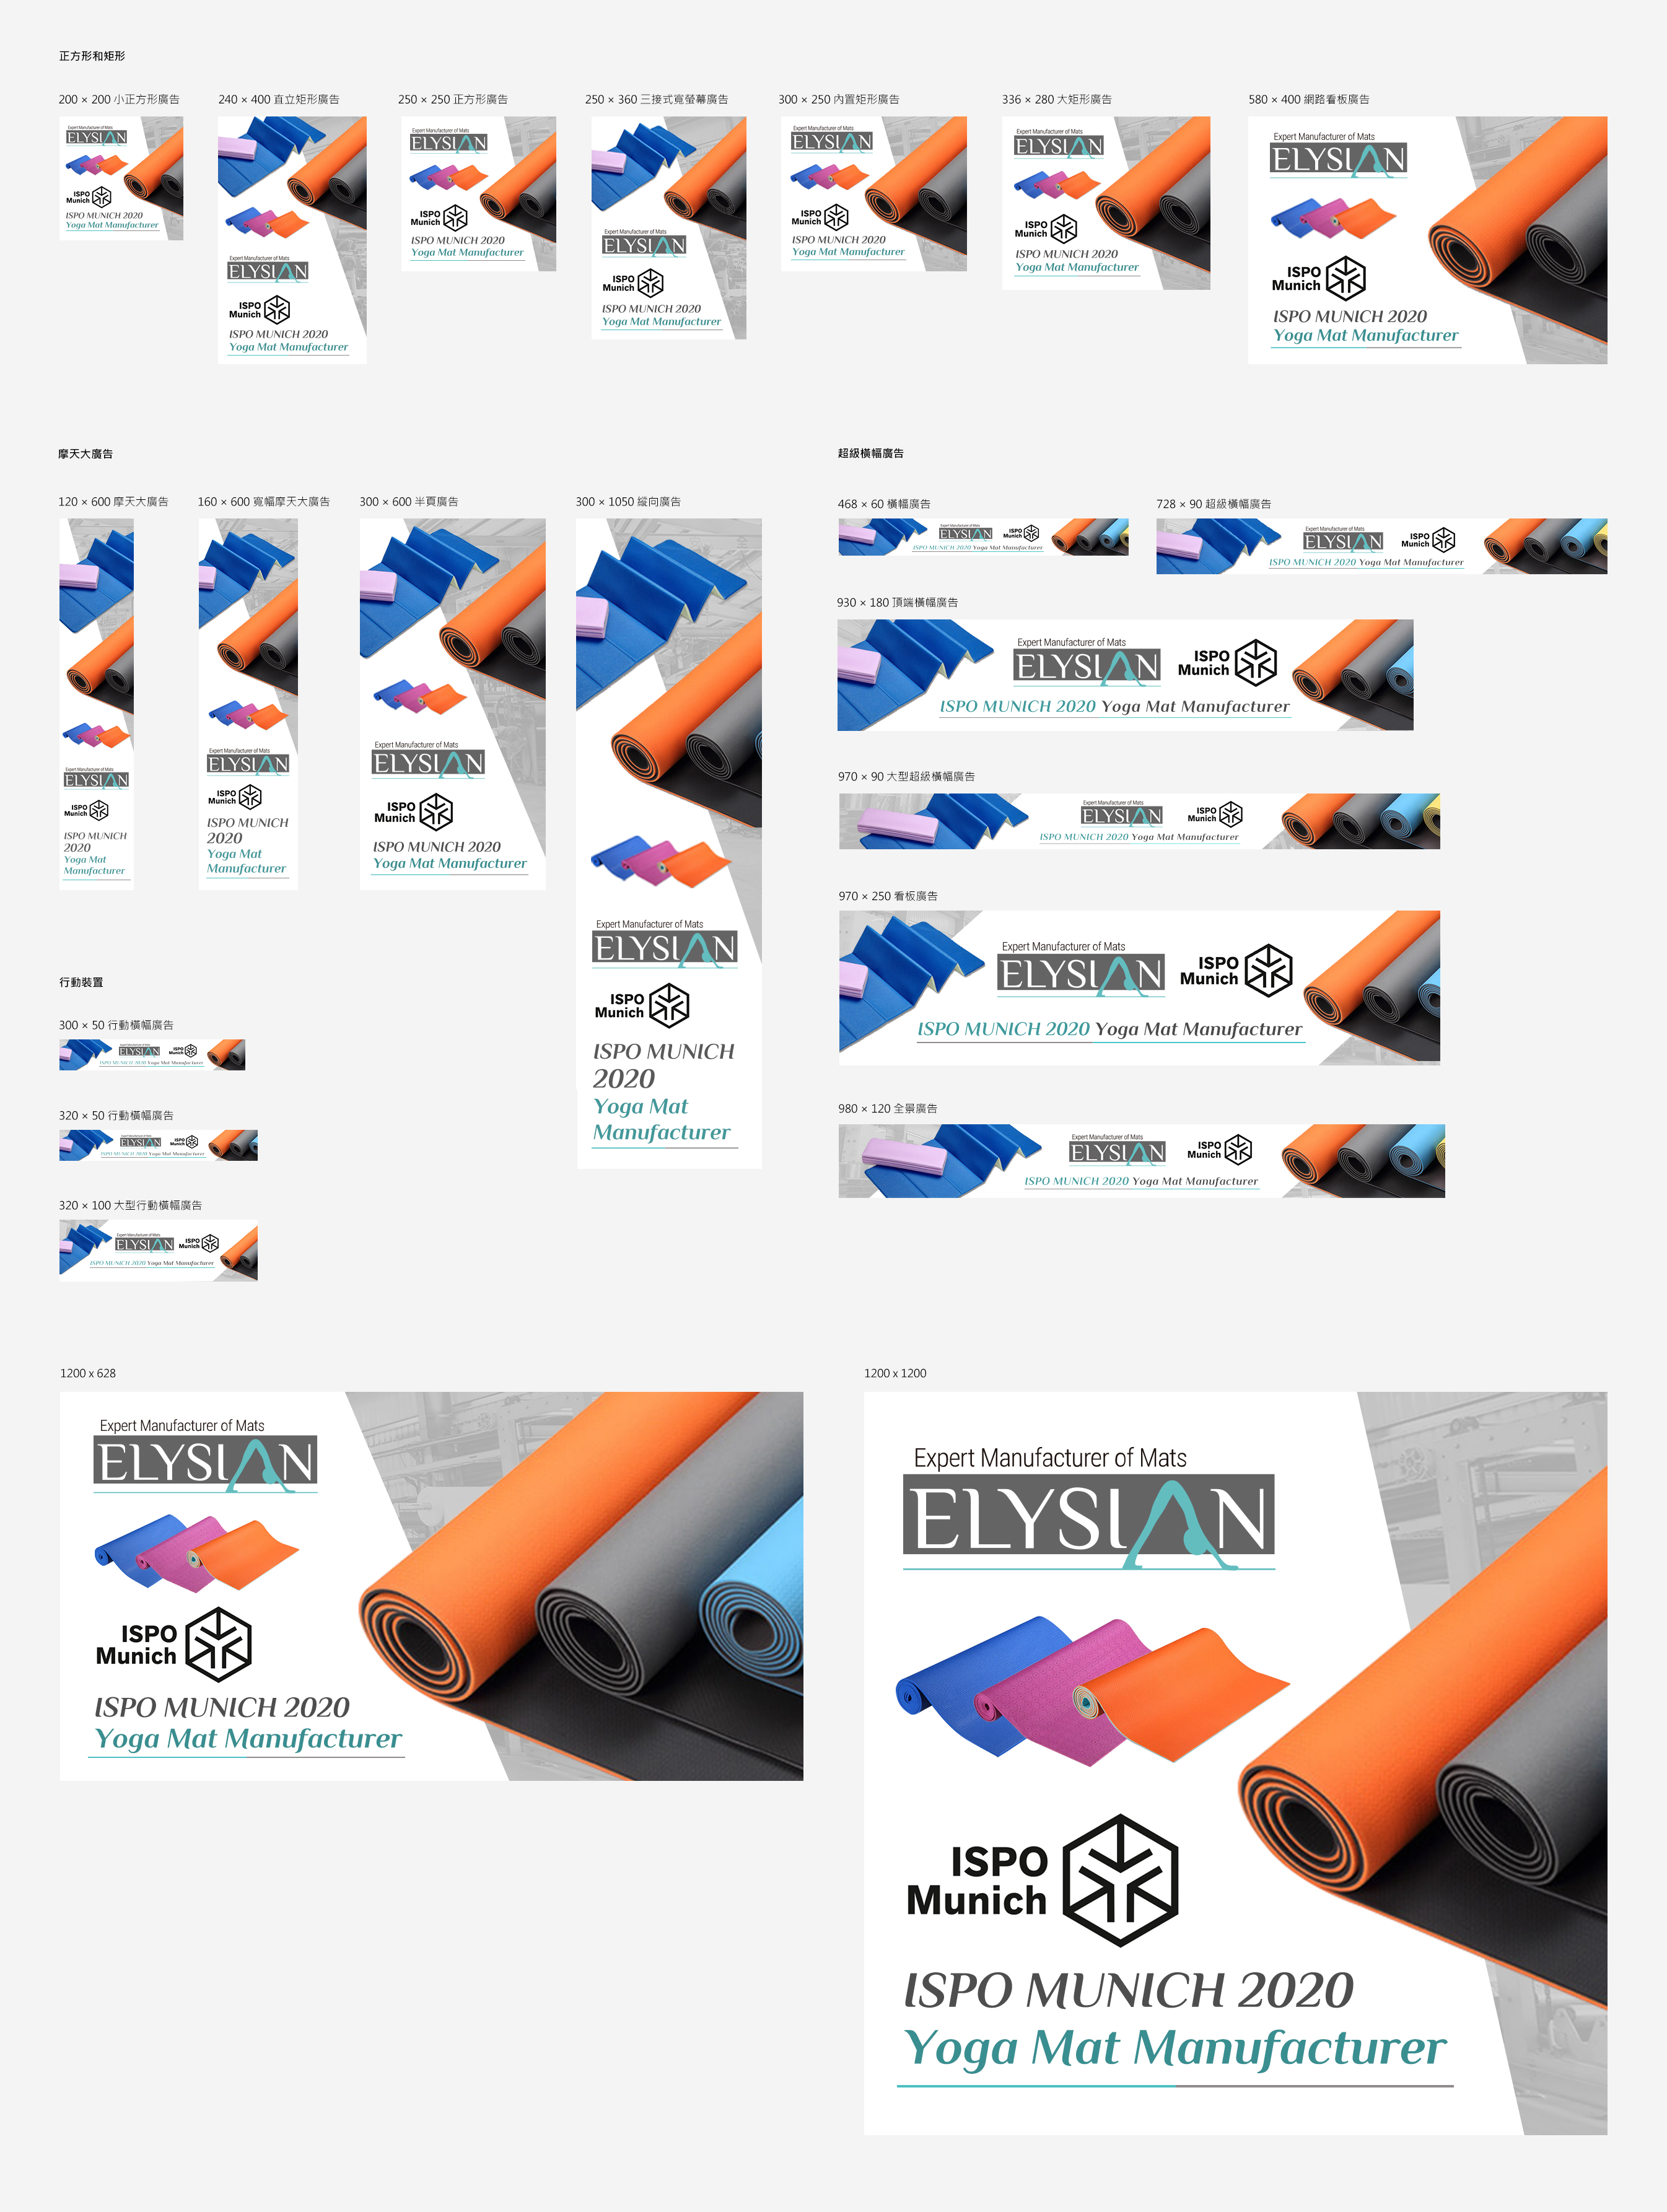 正方形和矩形
200 × 200 小正方形廣告
Expert Manufacturer of Mats
ELYSIAN
ISPO
Munich
ISPO MUNICH 2020
Yoga Mat Manufacturer
240 × 400 直立矩形廣告
Expert Manufacturer of Mats
ELYSIAN
ISPO
Munich
ISPO MUNICH 2020
Yoga Mat Manufacturer
250 × 250 正方形廣告
Expert Manufacturer of Mats
ELYSIAN
ISPO
Munich
ISPO MUNICH 2020
Yoga Mat Manufacturer
250 × 360 三接式寬螢幕廣告
Expert Manufacturer of Mats
ELYSIAN
ISPO
Munich
ISPO MUNICH 2020
Yoga Mat Manufacturer
300 × 250 內置矩形廣告
Expert Manufacturer of Mats
ELYSIAN
ISPO
Munich
ISPO MUNICH 2020
Yoga Mat Manufacturer
336 × 280 大矩形廣告
Expert Manufacturer of Mats
ELYSIAN
ISPO
Munich
ISPO MUNICH 2020
Yoga Mat Manufacturer
580 × 400 網路看板廣告
Expert Manufacturer of Mats
ELYSIAN
ISPO
Munich
ISPO MUNICH 2020
Yoga Mat Manufacturer
摩天大廣告
120 × 600 摩天大廣告
Expert Manufacturer of Mats
ELYSIAN
ISPO
Munich
ISPO MUNICH
2020
Yoga Mat
Manufacturer
160 × 600 寬幅摩天大廣告
Expert Manufacturer of Mats
ELYSIAN
ISPO
Munich
ISPO MUNICH
2020
Yoga Mat
Manufacturer
300 × 600 半頁廣告
Expert Manufacturer of Mats
ELYSIAN
ISPO
Munich
ISPO MUNICH 2020
Yoga Mat Manufacturer
300 × 1050 縱向廣告
Expert Manufacturer of Mats
ELYSIAN
ISPO
Munich
ISPO MUNICH
2020
Yoga Mat
Manufacturer
超級橫幅廣告
468 × 60 橫幅廣告
Expert Manufacturer of Mats
ELYSIAN
ISPO
Munich
ISPO MUNICH 2020 Yoga Mat Manufacturer
728 × 90 超級橫幅廣告
Expert Manufacturer of Mats
ELYSIAN
ISPO
Munich
ISPO MUNICH 2020 Yoga Mat Manufacturer
930 × 180 頂端橫幅廣告
Expert Manufacturer of Mats
ELYSIAN
ISPO
Munich
ISPO MUNICH 2020 Yoga Mat Manufacturer
970 × 90 大型超級橫幅廣告
Expert Manufacturer of Mats
ELYSIAN
ISPO
Munich
ISPO MUNICH 2020 Yoga Mat Manufacturer
970 × 250 看板廣告
Expert Manufacturer of Mats
ELYSIAN
ISPO
Munich
ISPO MUNICH 2020 Yoga Mat Manufacturer
980 × 120 全景廣告
Expert Manufacturer of Mats
ELYSIAN
ISPO
Munich
ISPO MUNICH 2020 Yoga Mat Manufacturer
行動裝置
300 × 50 行動橫幅廣告
Expert Manufacturer of Mats
ELYSIAN
ISPO
Munich
ISPO MUNICH 2020 Yoga Mat Manufacturer
320 × 50 行動橫幅廣告
Expert Manufacturer of Mats
ELYSIAN
ISPO
Munich
ISPO MUNICH 2020 Yoga Mat Manufacturer
320 × 100 大型行動橫幅廣告
Expert Manufacturer of Mats
ELYSIAN
ISPO
Munich
ISPO MUNICH 2020 Yoga Mat Manufacturer
1200 x 628
Expert Manufacturer of Mats
ELYSIAN
ISPO
Munich
ISPO MUNICH 2020
Yoga Mat Manufacturer
1200 x 1200
Expert Manufacturer of Mats
ELYSIAN
ISPO
Munich
ISPO MUNICH 2020
Yoga Mat Manufacturer